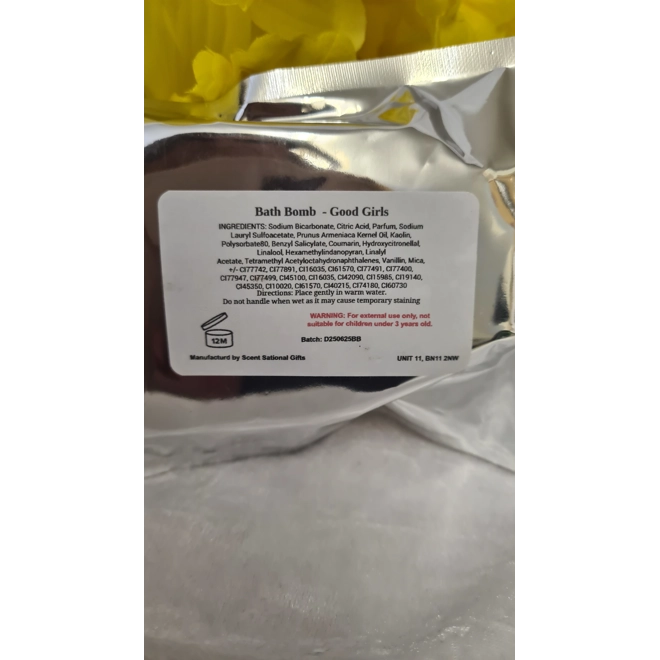 Bath Bomb - Good Girls
INGREDIENTS: Sodium Bicarbonate, Citric Acid, Parfum, Sodium
Lauryl Sulfoacetate, Prunus Armeniaca Kernel Oil, Kaolin,
Polysorbate80, Benzyl Salicylate, Coumarin, Hydroxycitronellal,
Linalool, Hexamethylindanopyran, Linalyl
Acetate, Tetramethyl Acetyloctahydronaphthalenes, Vanillin, Mica,
+/- CI77742, CI77891, CI16035, CI61570, CI77491, CI77400,
CI77947, CI77499, CI45100, CI16035, CI42090, CI15985, CI19140,
CI45350, CI10020, CI61570, CI40215, CI74180, CI60730
Directions: Place gently in warm water.
Do not handle when wet as it may cause temporary staining
WARNING: For external use only, not
suitable for children under 3 years old.
12M
Batch: D250625BB
Manufacturd by Scent Sational Gifts
UNIT 11, BN11 2NW